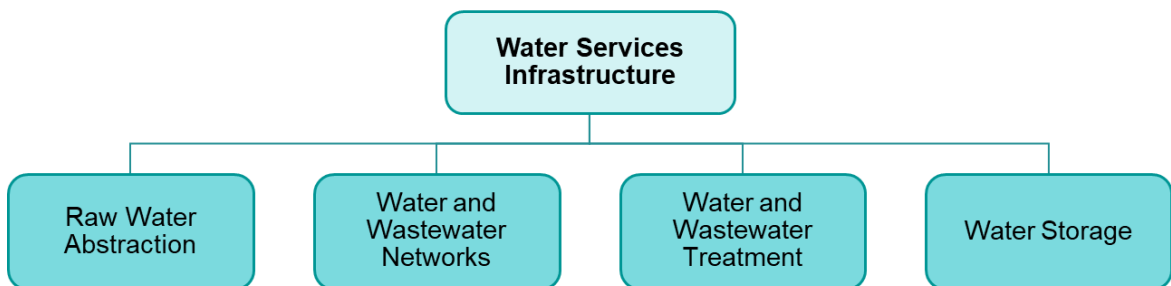 Water Services
Infrastructure
Raw Water
Abstraction
Water and
Wastewater
Networks
Water and
Wastewater
Treatment
Water Storage